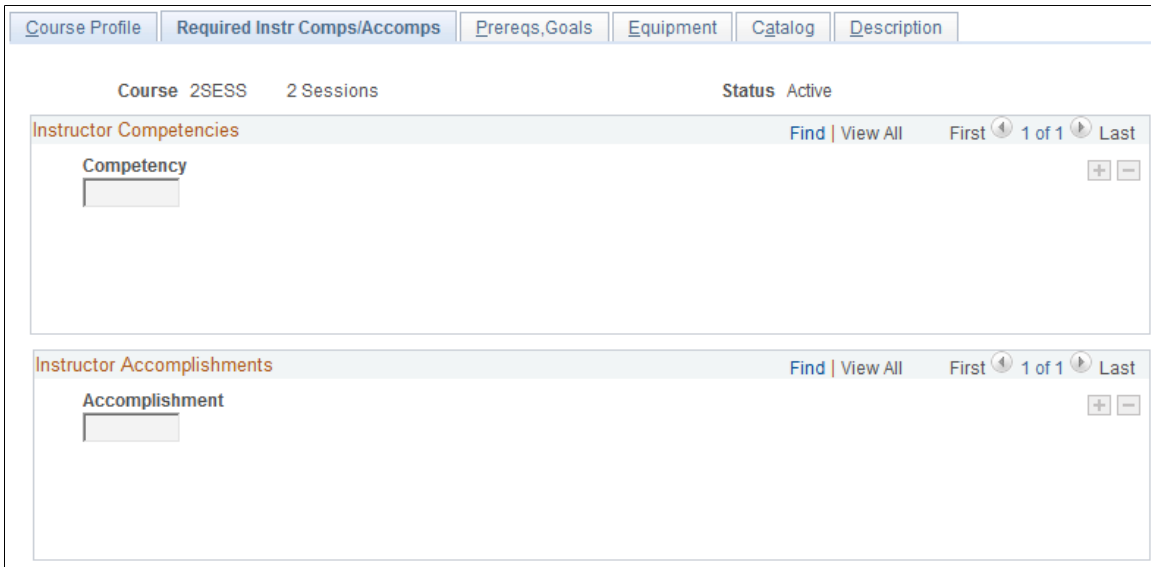 Course Profile Required Instr Comps/Accomps Prereqs,Goals Equipment Catalog Description
Course 2SESS 2 Sessions Status Active
Instructor Competencies Find | View All First 1 of 1 Last
Competency
Instructor Accomplishments Find | View All First 1 of 1 Last
Accomplishment